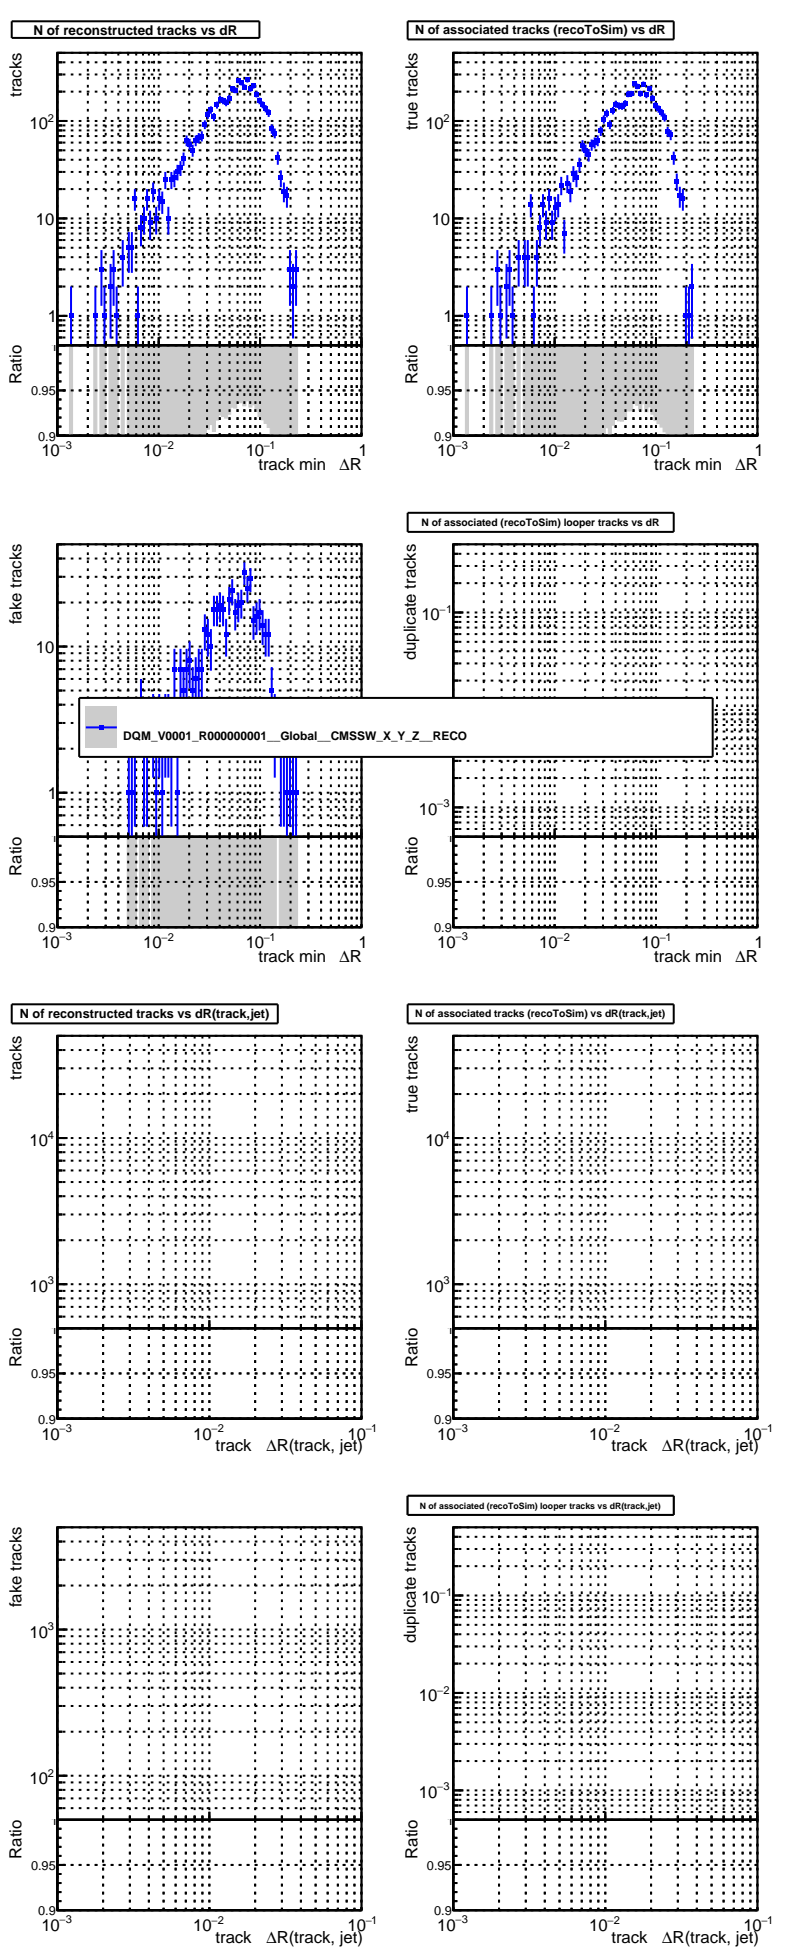 N of reconstructed tracks vs dR
N of associated tracks (recoToSim) vs dR
tracks
10²
10
1
Ratio
0.95
0.9
10⁻³
10⁻²
10⁻¹
1
track min ΔR
true tracks
10²
10
1
Ratio
0.95
0.9
10⁻³
10⁻²
10⁻¹
1
track min ΔR
N of associated (recoToSim) looper tracks vs dR
fake tracks
10
1
Ratio
0.95
0.9
10⁻³
10⁻²
10⁻¹
1
track min ΔR
duplicate tracks
10⁻¹
10⁻³
Ratio
0.95
0.9
10⁻³
10⁻²
10⁻¹
1
track min ΔR
DQM_V0001_R000000001__Global__CMSSW_X_Y_Z__RECO
N of reconstructed tracks vs dR(track,jet)
N of associated tracks (recoToSim) vs dR(track,jet)
tracks
10⁴
10³
Ratio
0.95
0.9
10⁻³
10⁻²
10⁻¹
track ΔR(track, jet)
true tracks
10⁴
10³
Ratio
0.95
0.9
10⁻³
10⁻²
10⁻¹
track ΔR(track, jet)
N of associated (recoToSim) looper tracks vs dR(track,jet)
fake tracks
10³
10²
Ratio
0.95
0.9
10⁻³
10⁻²
10⁻¹
track ΔR(track, jet)
duplicate tracks
10⁻¹
10⁻²
10⁻³
Ratio
0.95
0.9
10⁻³
10⁻²
10⁻¹
track ΔR(track, jet)